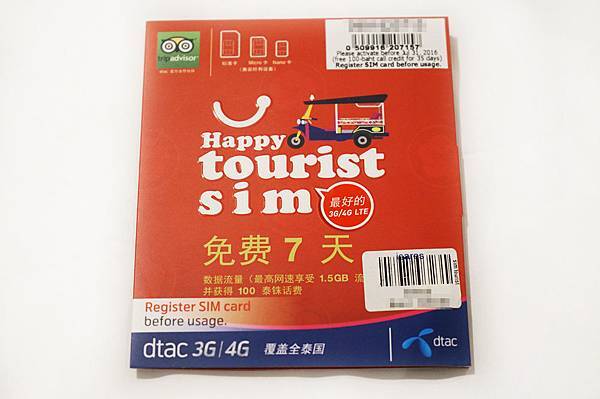 tripadvisor
标准卡 Micro 卡 Nano 卡
0 509916 207157
Please activate before Jul 31, 2016
(free 100-baht call credit for 35 days)
Register SIM card before usage.
Happy
tourist
sim
最好的
3G/4G LTE
免费 7 天
数据流量（最高网速享受 1.5GB 流
并获得 100 泰铢话费
Register SIM card
before usage.
dtac 3G|4G 覆盖全泰国
dtac